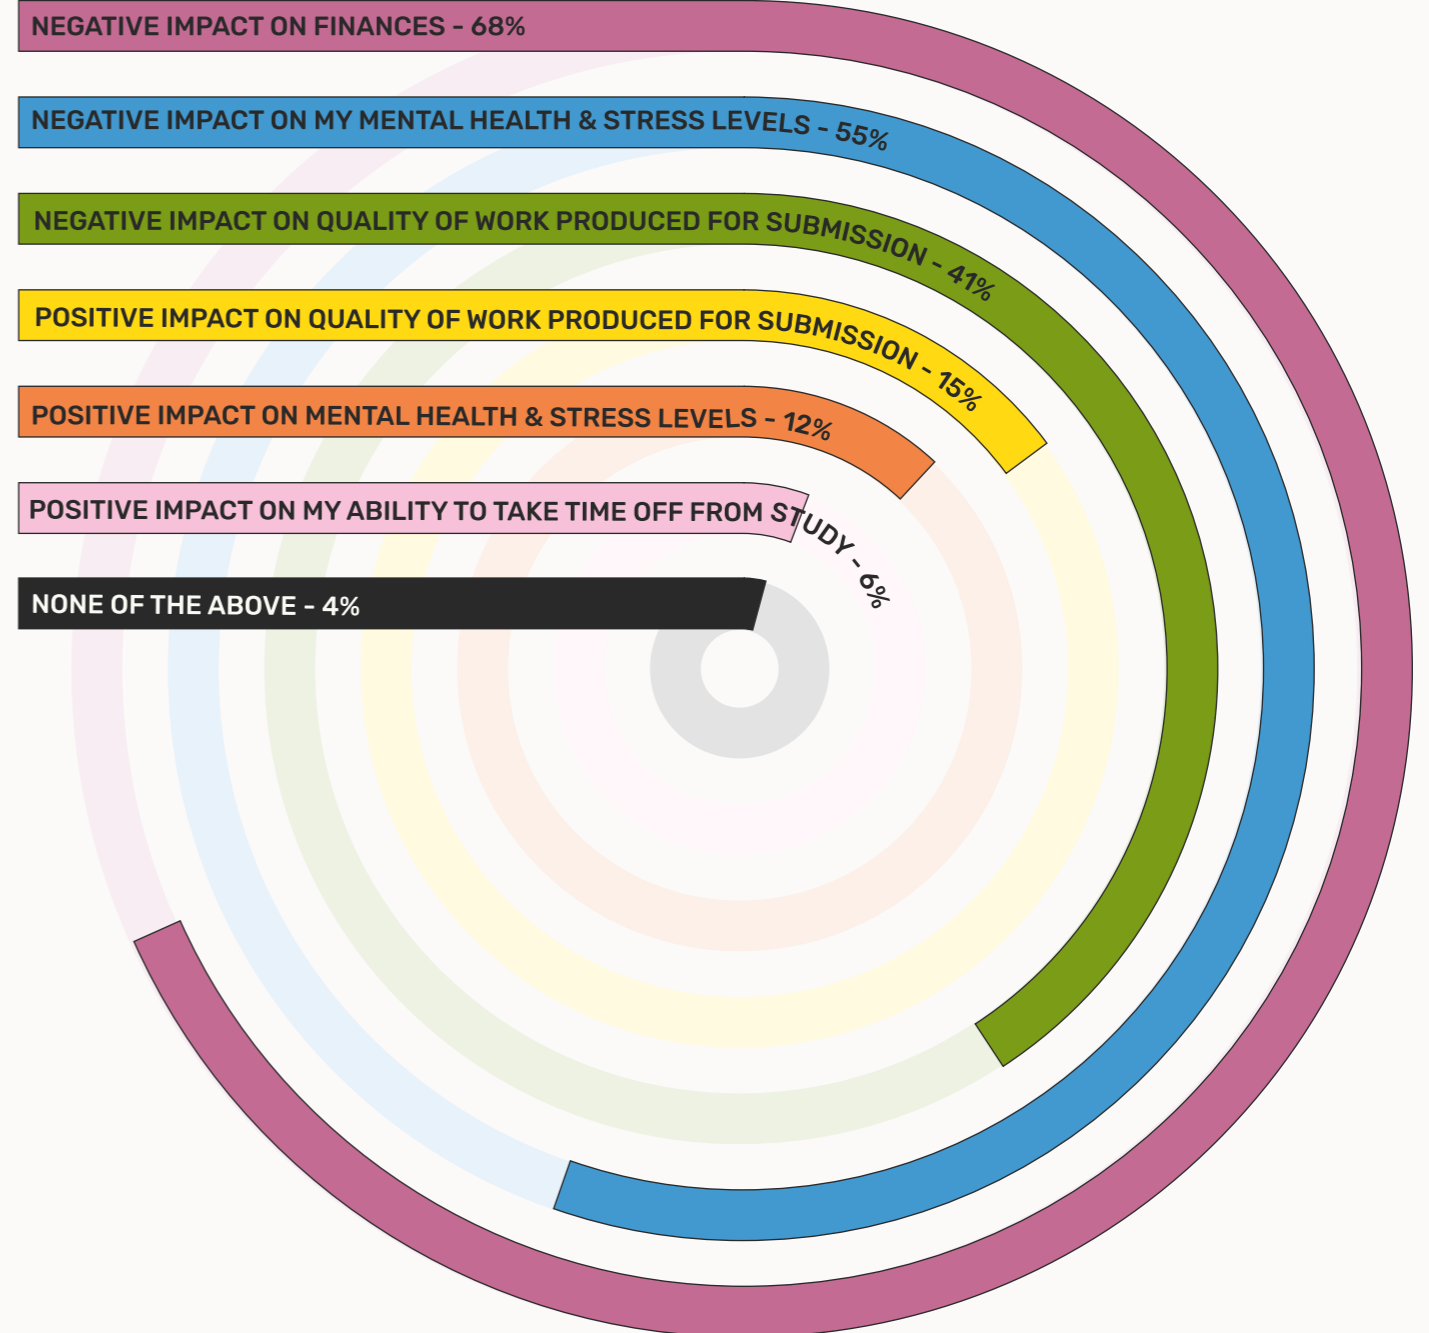 NEGATIVE IMPACT ON FINANCES - 68%
NEGATIVE IMPACT ON MY MENTAL HEALTH & STRESS LEVELS - 55%
NEGATIVE IMPACT ON QUALITY OF WORK PRODUCED FOR SUBMISSION - 41%
POSITIVE IMPACT ON QUALITY OF WORK PRODUCED FOR SUBMISSION - 15%
POSITIVE IMPACT ON MENTAL HEALTH & STRESS LEVELS - 12%
POSITIVE IMPACT ON MY ABILITY TO TAKE TIME OFF FROM STUDY - 6%
NONE OF THE ABOVE - 4%